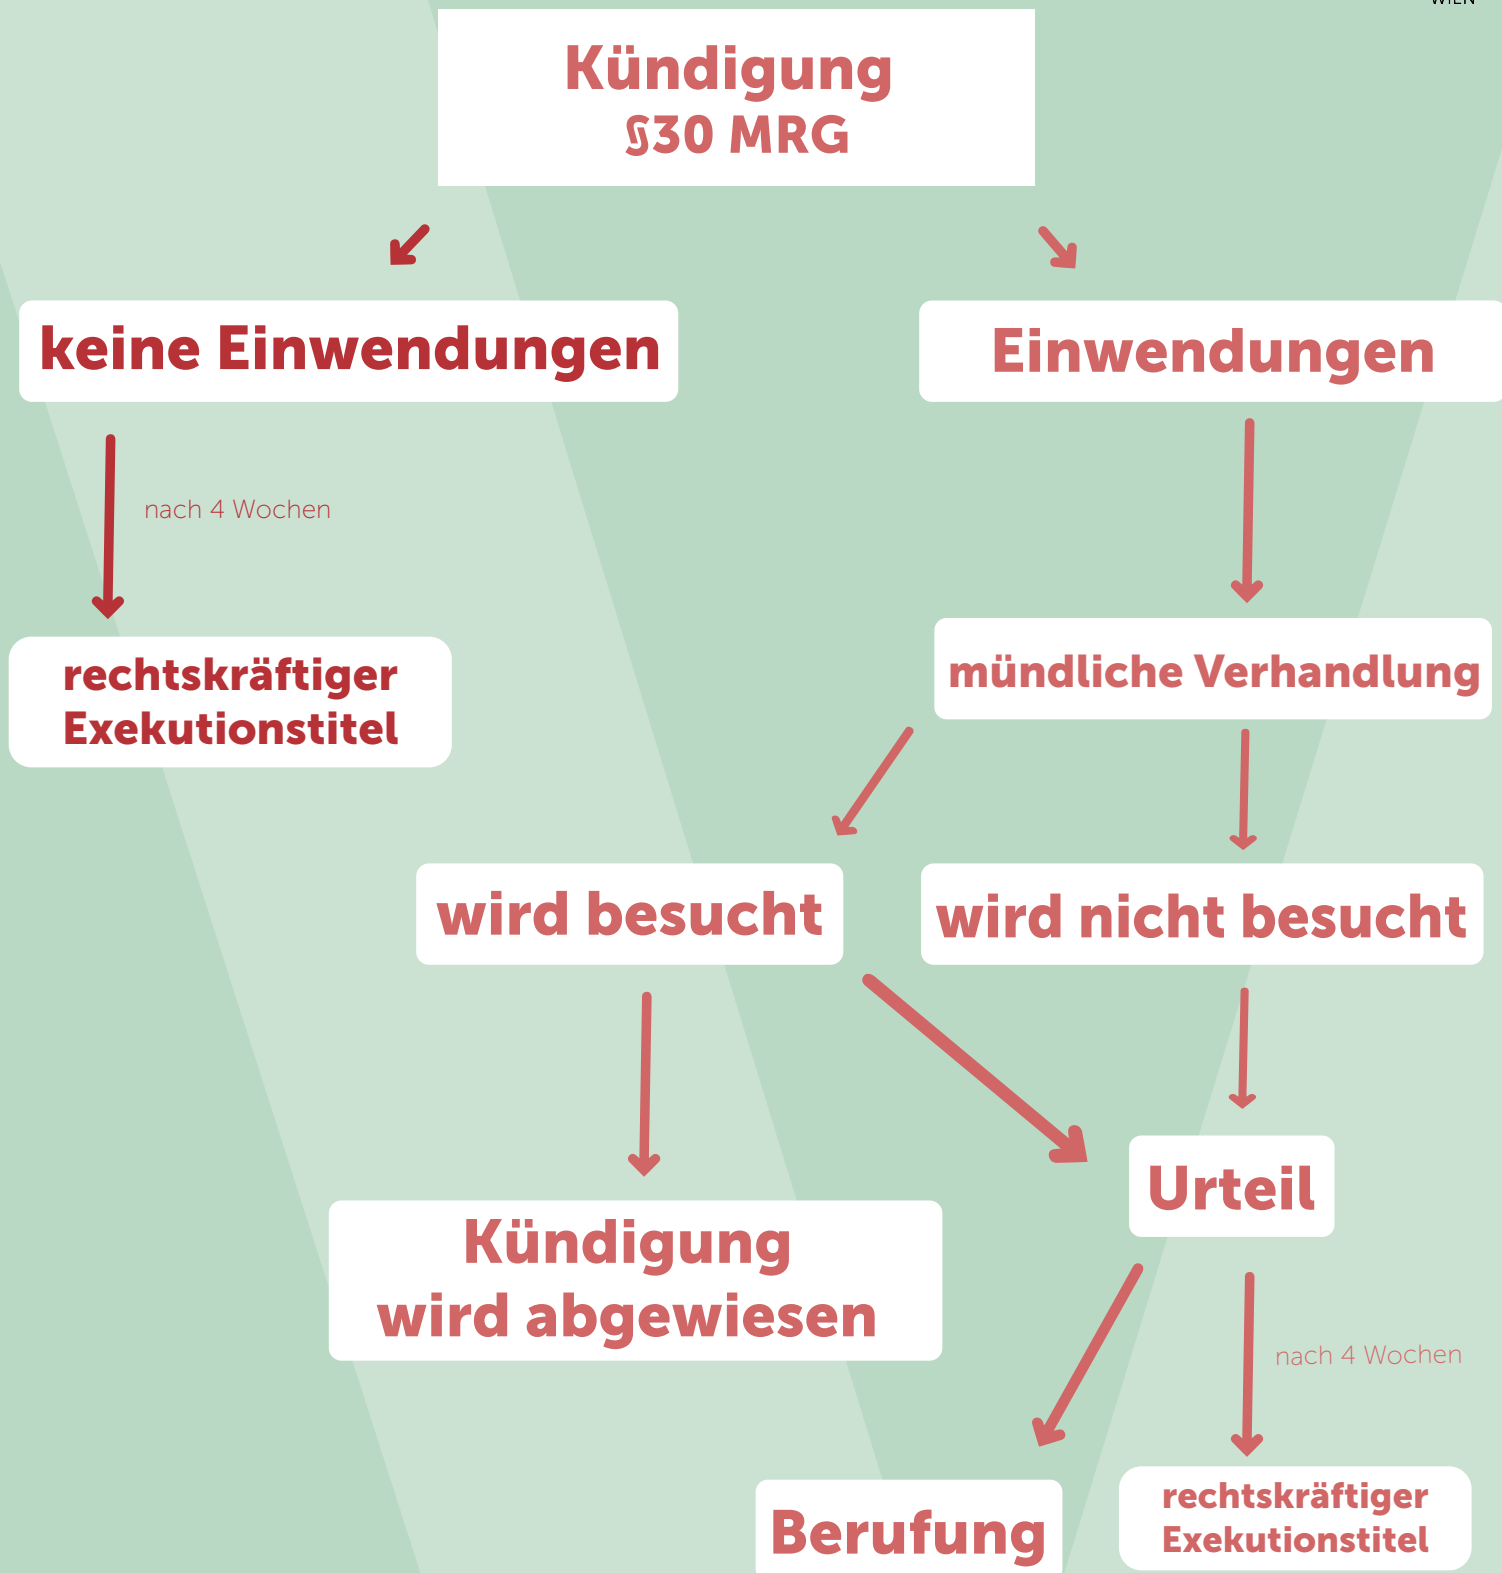 WIEN
Kündigung
§30 MRG
keine Einwendungen
Einwendungen
nach 4 Wochen
rechtskräftiger
Exekutionstitel
mündliche Verhandlung
wird besucht
wird nicht besucht
Urteil
Kündigung
wird abgewiesen
nach 4 Wochen
Berufung
rechtskräftiger
Exekutionstitel